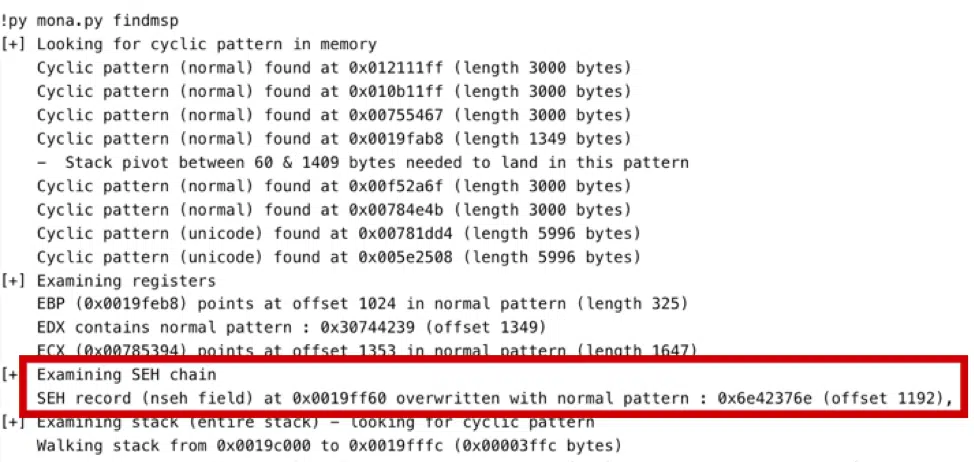 !py mona.py findmsp
[+] Looking for cyclic pattern in memory
Cyclic pattern (normal) found at 0x012111ff (length 3000 bytes)
Cyclic pattern (normal) found at 0x010b11ff (length 3000 bytes)
Cyclic pattern (normal) found at 0x00755467 (length 3000 bytes)
Cyclic pattern (normal) found at 0x0019fab8 (length 1349 bytes)
- Stack pivot between 60 & 1409 bytes needed to land in this pattern
Cyclic pattern (normal) found at 0x00f52a6f (length 3000 bytes)
Cyclic pattern (normal) found at 0x00784e4b (length 3000 bytes)
Cyclic pattern (unicode) found at 0x00781dd4 (length 5996 bytes)
Cyclic pattern (unicode) found at 0x005e2508 (length 5996 bytes)
[+] Examining registers
EBP (0x0019feb8) points at offset 1024 in normal pattern (length 325)
EDX contains normal pattern : 0x30744239 (offset 1349)
ECX (0x00785394) points at offset 1353 in normal pattern (length 1647)
[+ Examining SEH chain
SEH record (nseh field) at 0x0019ff60 overwritten with normal pattern : 0x6e42376e (offset 1192),
[+] Examining stack (entire stack) - looking for cyclic pattern
Walking stack from 0x0019c000 to 0x0019fffc (0x00003ffc bytes)